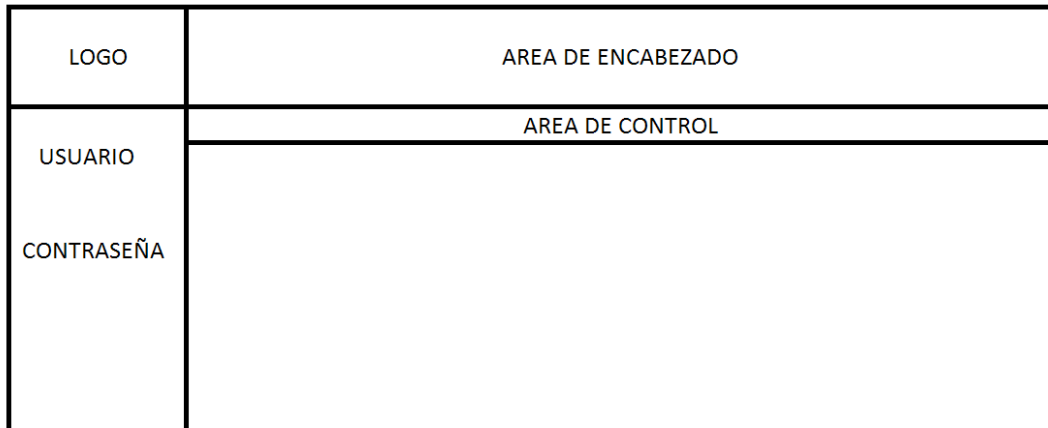 LOGO
AREA DE ENCABEZADO
AREA DE CONTROL
USUARIO
CONTRASEÑA